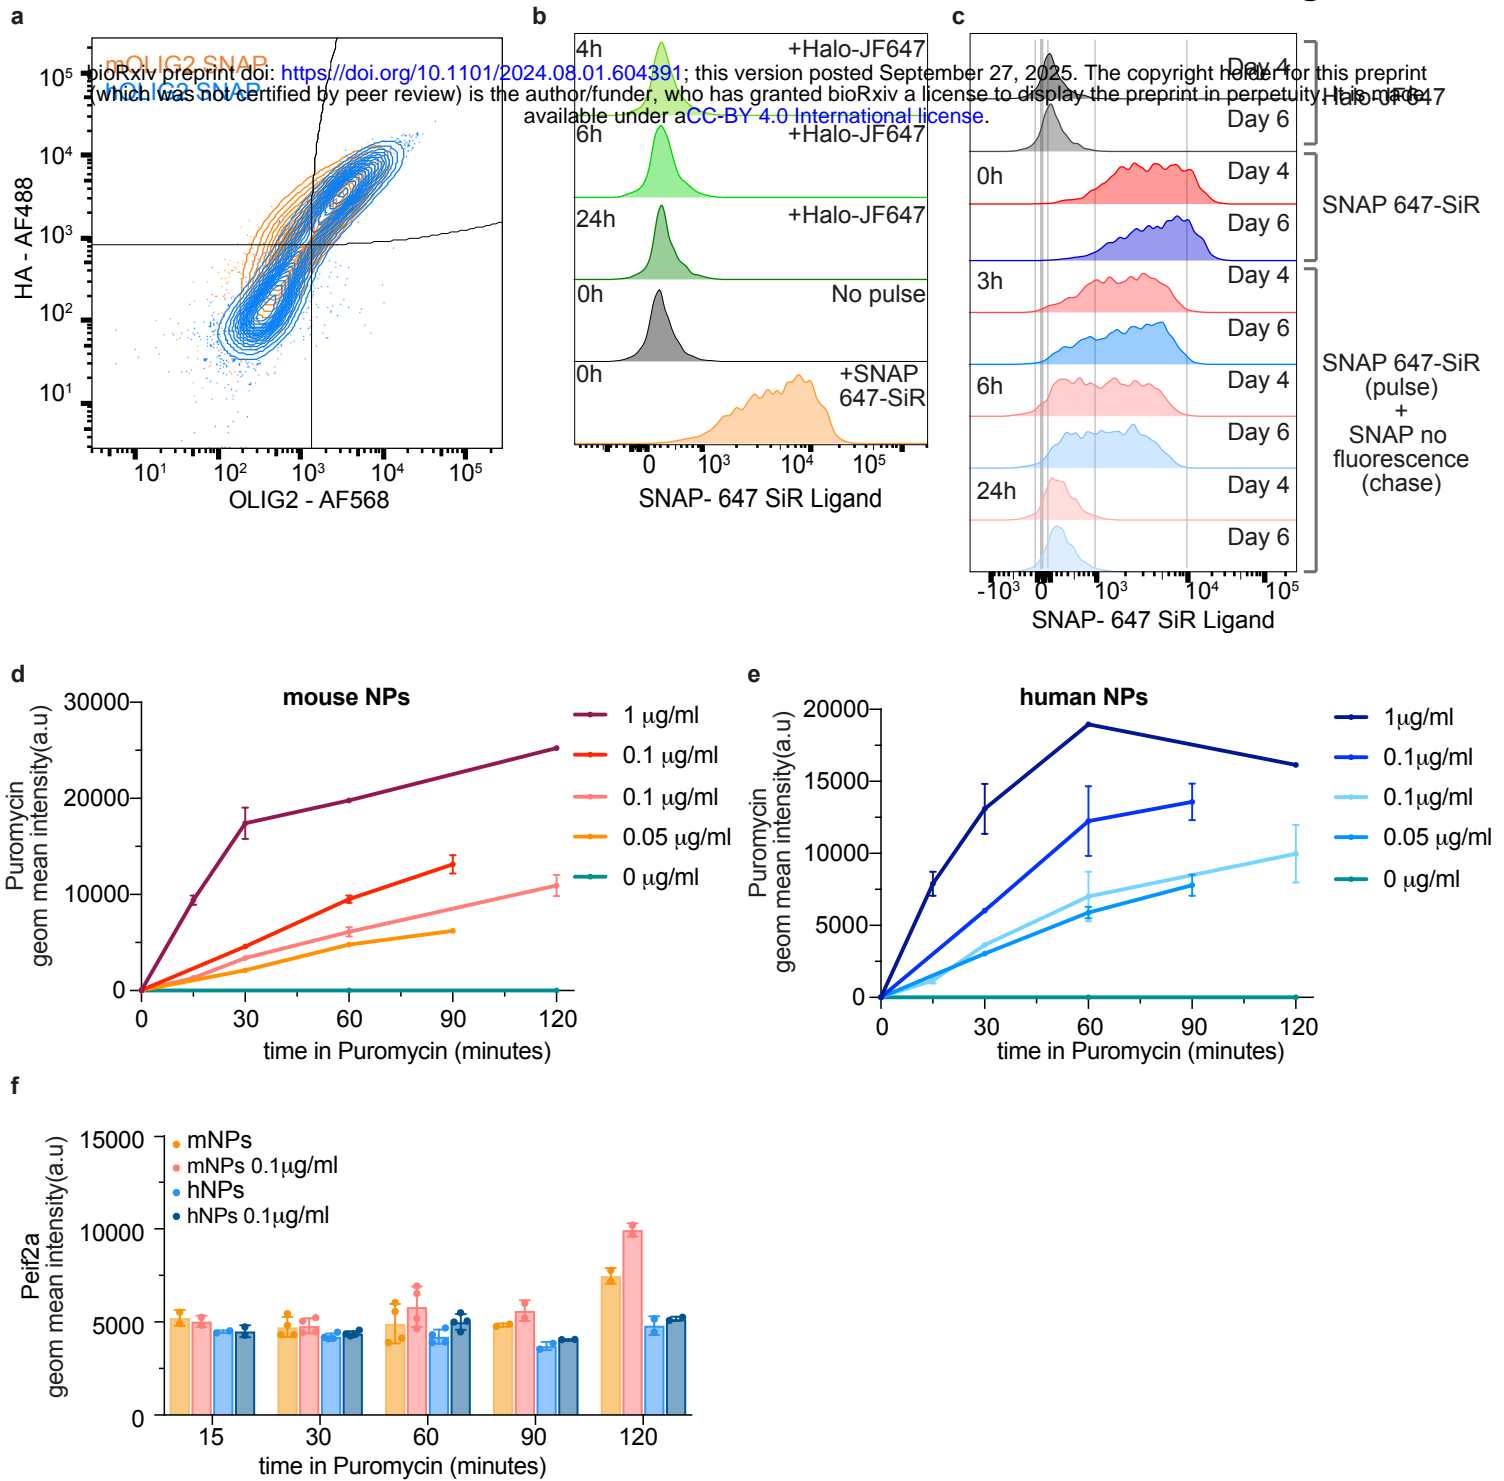 a
mOLIG2 SNAP
hOLIG2 SNAP
bioRxiv preprint doi: https://doi.org/10.1101/2024.08.01.604391; this version posted September 27, 2025. The copyright holder for this preprint
(which was not certified by peer review) is the author/funder, who has granted bioRxiv a license to display the preprint in perpetuity. It is made
available under aCC-BY 4.0 International license.
HA - AF488
10⁵
10⁴
10³
10²
10¹
10¹ 10² 10³ 10⁴ 10⁵
OLIG2 - AF568
b
4h +Halo-JF647
6h +Halo-JF647
24h +Halo-JF647
0h No pulse
0h +SNAP
647-SiR
0 10³ 10⁴ 10⁵
SNAP- 647 SiR Ligand
c
Day 4
Day 6
Halo-JF647
0h Day 4
Day 6
SNAP 647-SiR
3h Day 4
Day 6
6h Day 4
Day 6
24h Day 4
Day 6
SNAP 647-SiR
(pulse)
+
SNAP no
fluorescence
(chase)
-10³ 0 10³ 10⁴ 10⁵
SNAP- 647 SiR Ligand
d
mouse NPs
Puromycin
geom mean intensity(a.u)
30000
20000
10000
0
0 30 60 90 120
time in Puromycin (minutes)
1 µg/ml
0.1 µg/ml
0.1 µg/ml
0.05 µg/ml
0 µg/ml
e
human NPs
Puromycin
geom mean intensity(a.u)
20000
15000
10000
5000
0
0 30 60 90 120
time in Puromycin (minutes)
1µg/ml
0.1µg/ml
0.1µg/ml
0.05 µg/ml
0 µg/ml
f
Peif2a
geom mean intensity(a.u)
15000
10000
5000
0
mNPs
mNPs 0.1µg/ml
hNPs
hNPs 0.1µg/ml
15 30 60 90 120
time in Puromycin (minutes)